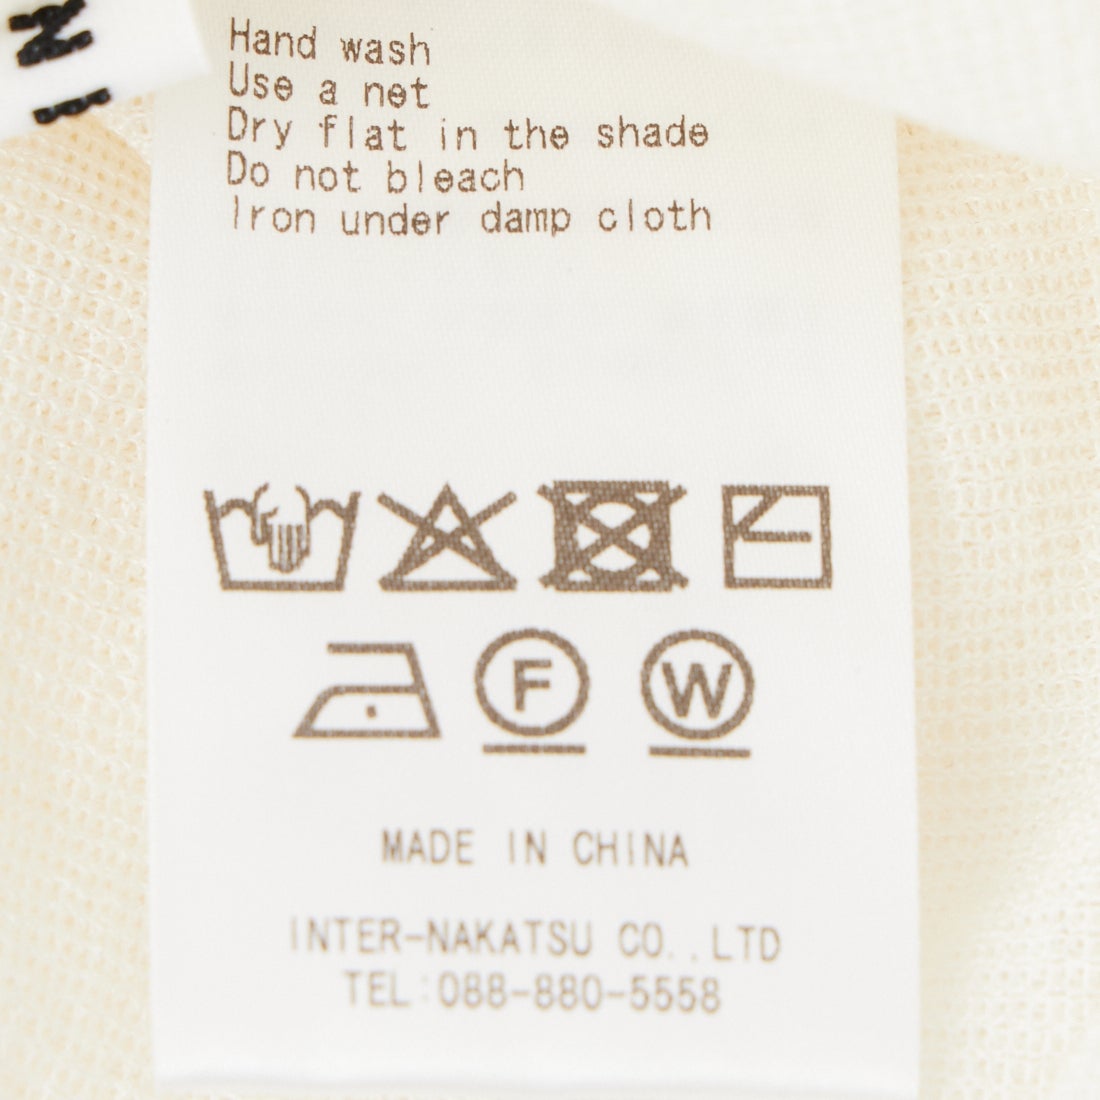 Hand wash
Use a net
Dry flat in the shade
Do not bleach
Iron under damp cloth
F
W
MADE IN CHINA
INTER-NAKATSU CO.,LTD
TEL:088-880-5558